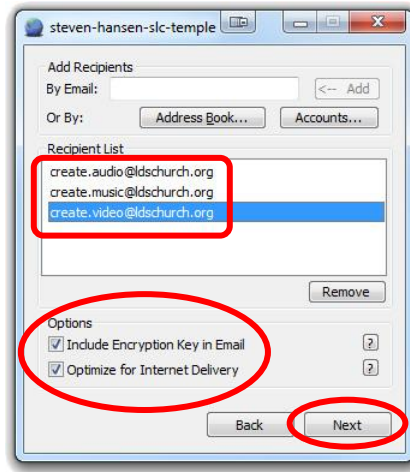 steven-hansen-slc-temple
Add Recipients
By Email:
<-- Add
Or By:
Address Book...
Accounts...
Recipient List
create.audio@ldschurch.org
create.music@ldschurch.org
create.video@ldschurch.org
Remove
Options
Include Encryption Key in Email
?
Optimize for Internet Delivery
?
Back
Next